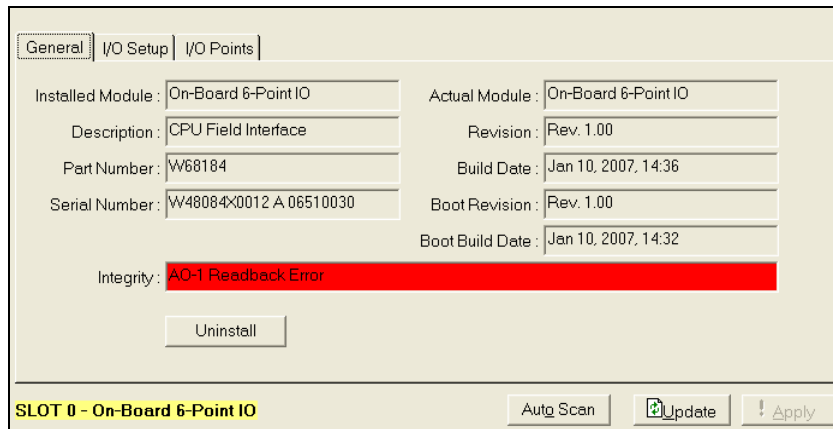 General I/O Setup I/O Points
Installed Module : On-Board 6-Point IO Actual Module : On-Board 6-Point IO
Description : CPU Field Interface Revision : Rev. 1.00
Part Number : W68184 Build Date : Jan 10, 2007, 14:36
Serial Number : W48084X0012 A 06510030 Boot Revision : Rev. 1.00
Boot Build Date : Jan 10, 2007, 14:32
Integrity : AO-1 Readback Error
Uninstall
SLOT 0 - On-Board 6-Point IO Auto Scan Update ! Apply